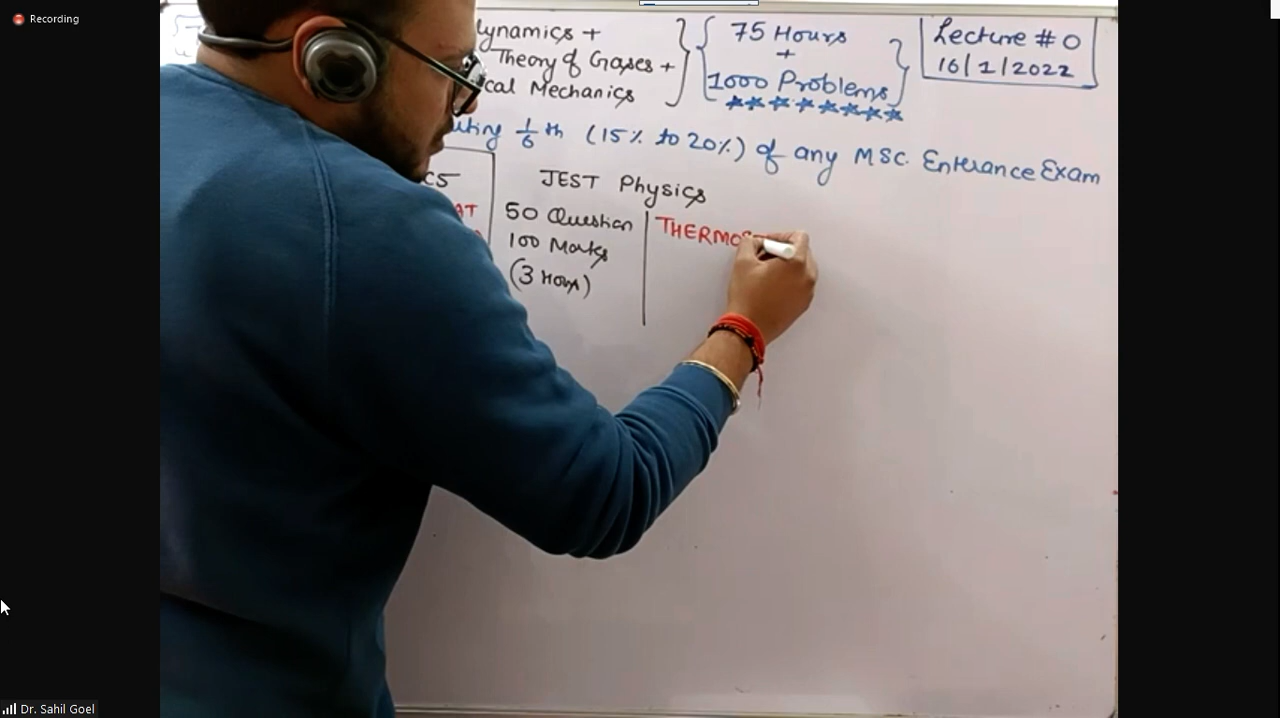 Recording
ynamics +
Theory of Gases +
cal Mechanics
75 Hours
+
1000 Problems
Lecture # 0
16/1/2022
uting 1/6 th (15% to 20%) of any MSC. Entrance Exam
CS
AT
JEST Physics
50 Question
100 Marks
(3 Hours)
THERMO
Dr. Sahil Goel